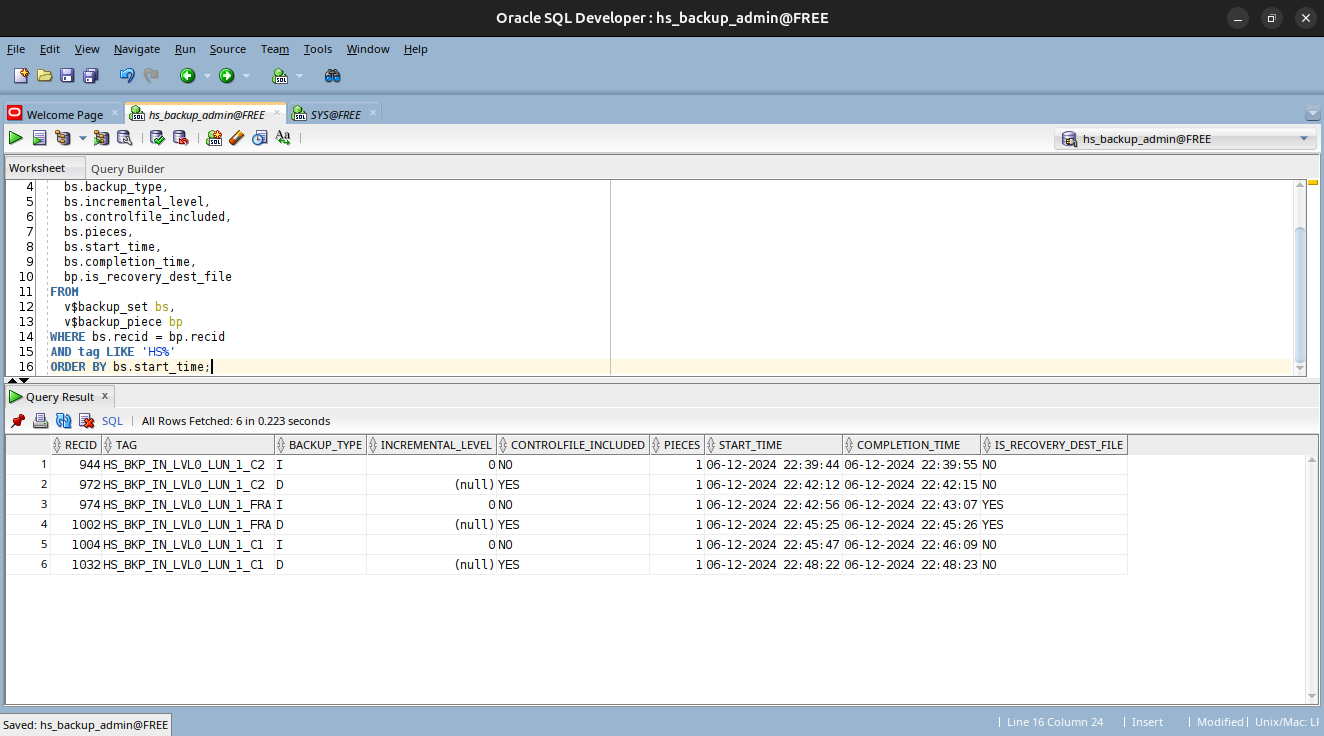 Oracle SQL Developer : hs_backup_admin@FREE
File Edit View Navigate Run Source Team Tools Window Help
Welcome Page hs_backup_admin@FREE SYS@FREE
hs_backup_admin@FREE
Worksheet Query Builder
4 bs.backup_type,
5 bs.incremental_level,
6 bs.controlfile_included,
7 bs.pieces,
8 bs.start_time,
9 bs.completion_time,
10 bp.is_recovery_dest_file
11 FROM
12 v$backup_set bs,
13 v$backup_piece bp
14 WHERE bs.recid = bp.recid
15 AND tag LIKE 'HS%'
16 ORDER BY bs.start_time;
Query Result x
SQL | All Rows Fetched: 6 in 0.223 seconds
RECID TAG BACKUP_TYPE INCREMENTAL_LEVEL CONTROLFILE_INCLUDED PIECES START_TIME COMPLETION_TIME IS_RECOVERY_DEST_FILE
1 944 HS_BKP_IN_LVL0_LUN_1_C2 I 0 NO 1 06-12-2024 22:39:44 06-12-2024 22:39:55 NO
2 972 HS_BKP_IN_LVL0_LUN_1_C2 D (null) YES 1 06-12-2024 22:42:12 06-12-2024 22:42:15 NO
3 974 HS_BKP_IN_LVL0_LUN_1_FRA I 0 NO 1 06-12-2024 22:42:56 06-12-2024 22:43:07 YES
4 1002 HS_BKP_IN_LVL0_LUN_1_FRA D (null) YES 1 06-12-2024 22:45:25 06-12-2024 22:45:26 YES
5 1004 HS_BKP_IN_LVL0_LUN_1_C1 I 0 NO 1 06-12-2024 22:45:47 06-12-2024 22:46:09 NO
6 1032 HS_BKP_IN_LVL0_LUN_1_C1 D (null) YES 1 06-12-2024 22:48:22 06-12-2024 22:48:23 NO
Saved: hs_backup_admin@FREE | Line 16 Column 24 | Insert | Modified | Unix/Mac: LF